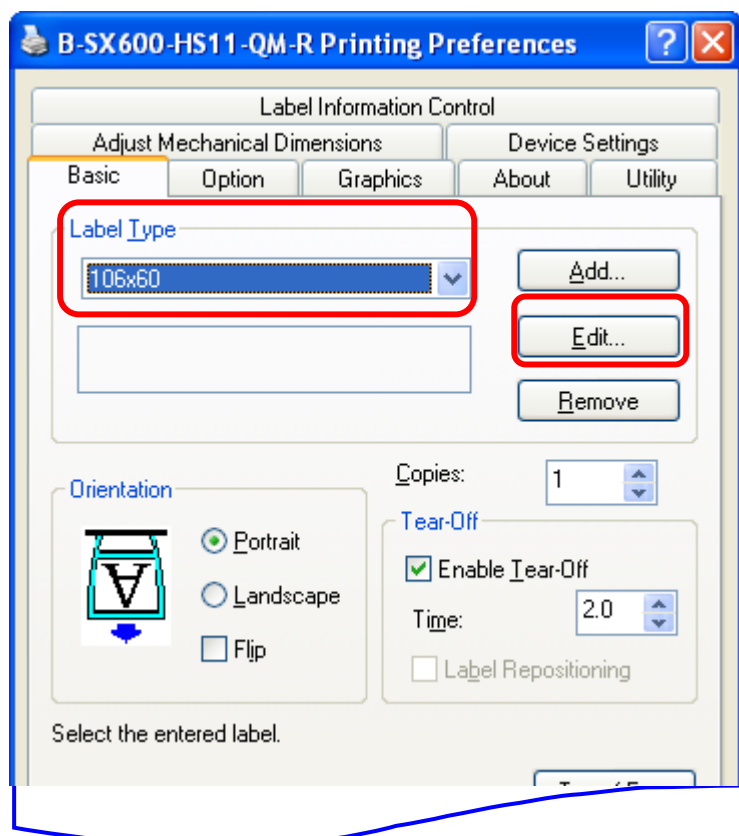 B-SX600-HS11-QM-R Printing Preferences
Label Information Control
Adjust Mechanical Dimensions Device Settings
Basic Option Graphics About Utility
Label Type
106x60
Add...
Edit...
Remove
Orientation
Portrait
Landscape
Flip
Copies: 1
Tear-Off
Enable Tear-Off
Time: 2.0
Label Repositioning
Select the entered label.